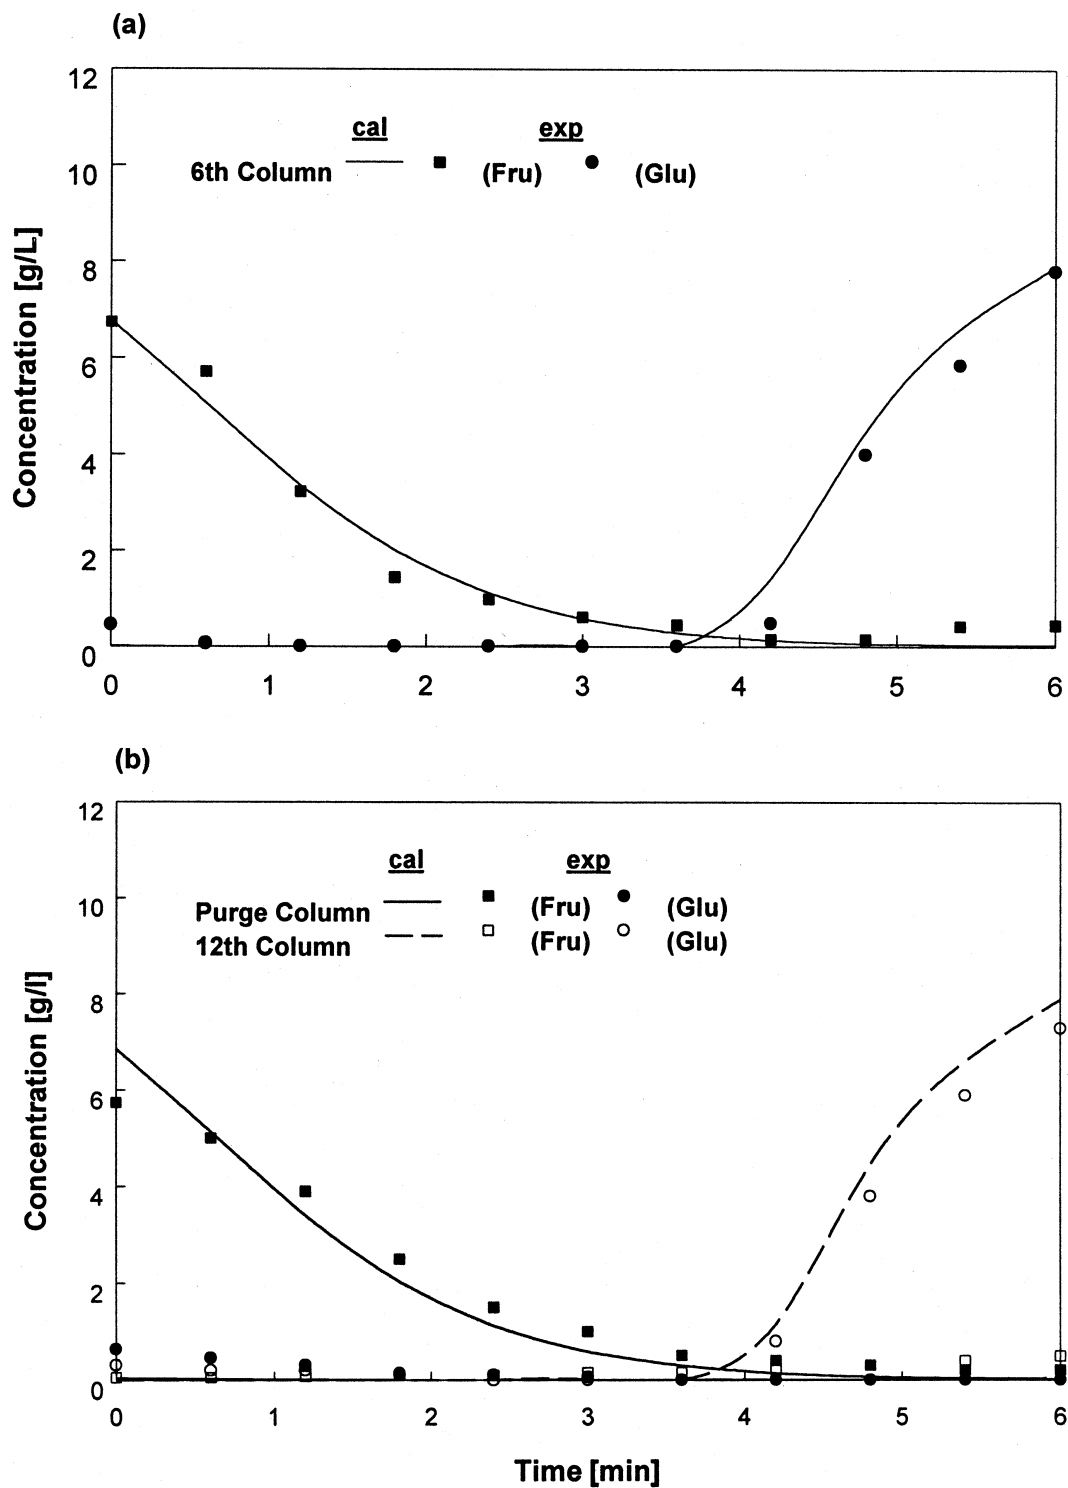 (a)
12
10
8
6
4
2
0
Concentration [g/L]
cal exp
6th Column (Fru) (Glu)
0 1 2 3 4 5 6
(b)
12
10
8
6
4
2
0
Concentration [g/l]
cal exp
Purge Column (Fru) (Glu)
12th Column (Fru) (Glu)
0 1 2 3 4 5 6
Time [min]